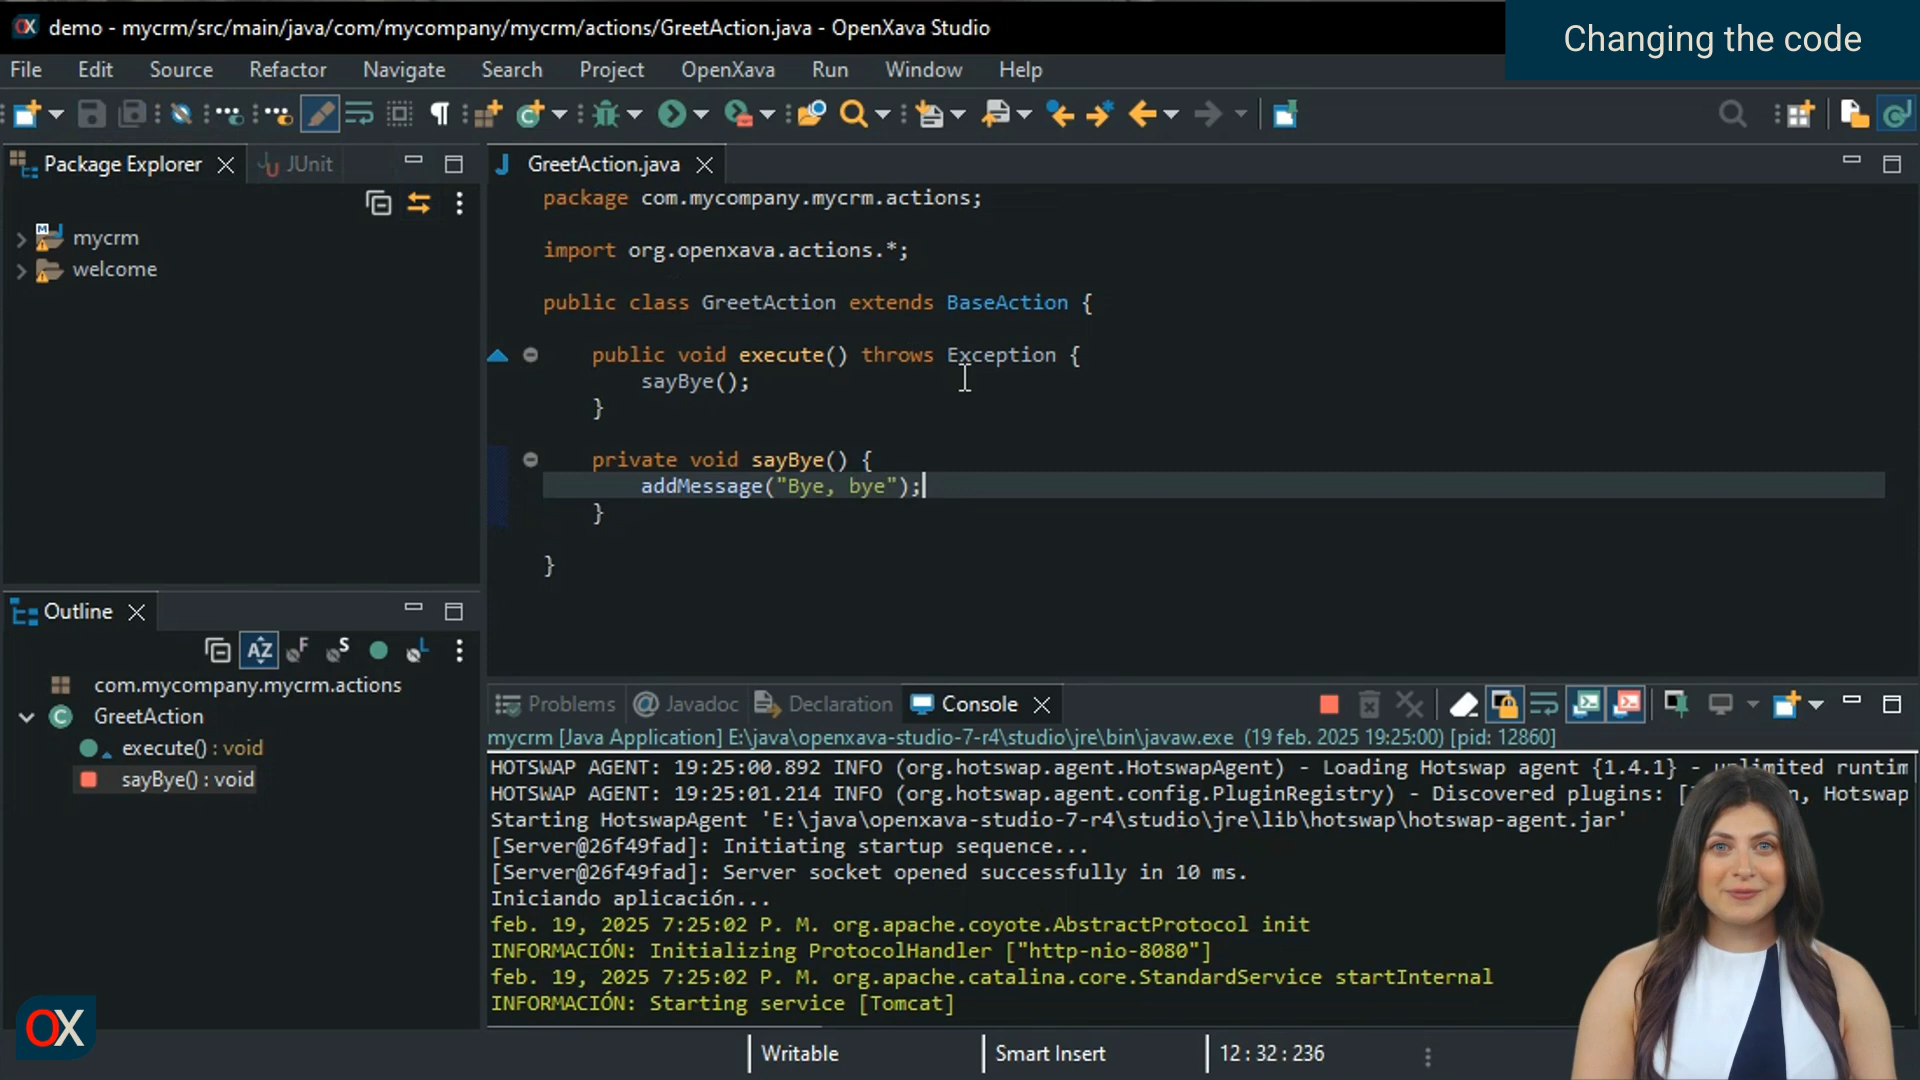 demo - mycrm/src/main/java/com/mycompany/mycrm/actions/GreetAction.java - OpenXava Studio
Changing the code
File Edit Source Refactor Navigate Search Project OpenXava Run Window Help
Package Explorer
JUnit
mycrm
welcome
GreetAction.java
package com.mycompany.mycrm.actions;
import org.openxava.actions.*;
public class GreetAction extends BaseAction {
public void execute() throws Exception {
sayBye();
}
private void sayBye() {
addMessage("Bye, bye");
}
}
Outline
com.mycompany.mycrm.actions
GreetAction
execute() : void
sayBye() : void
Problems Javadoc Declaration Console
mycrm [Java Application] E:\java\openxava-studio-7-r4\studio\jre\bin\javaw.exe (19 feb. 2025 19:25:00) [pid: 12860]
HOTSWAP AGENT: 19:25:00.892 INFO (org.hotswap.agent.HotswapAgent) - Loading Hotswap agent {1.4.1} - unlimited runtim
HOTSWAP AGENT: 19:25:01.214 INFO (org.hotswap.agent.config.PluginRegistry) - Discovered plugins: [ Hotswap
Starting HotswapAgent 'E:\java\openxava-studio-7-r4\studio\jre\lib\hotswap\hotswap-agent.jar'
[Server@26f49fad]: Initiating startup sequence...
[Server@26f49fad]: Server socket opened successfully in 10 ms.
Iniciando aplicación...
feb. 19, 2025 7:25:02 P. M. org.apache.coyote.AbstractProtocol init
INFORMACIÓN: Initializing ProtocolHandler ["http-nio-8080"]
feb. 19, 2025 7:25:02 P. M. org.apache.catalina.core.StandardService startInternal
INFORMACIÓN: Starting service [Tomcat]
OX
Writable
Smart Insert
12 : 32 : 236